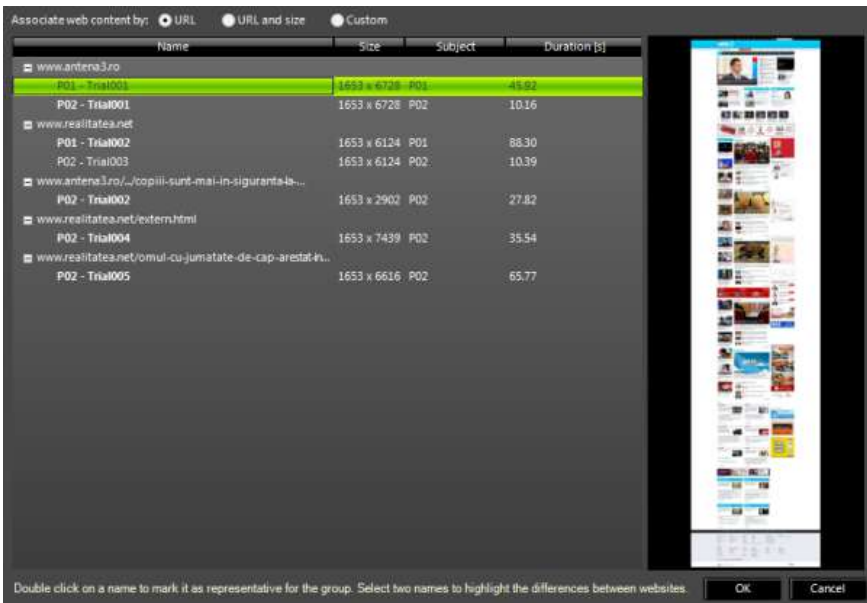 Associate web content by: URL URL and size Custom
Name Size Subject Duration [s]
www.antena3.ro
P01 - Trial001 1653 x 6728 P01 45.92
P02 - Trial001 1653 x 6728 P02 10.16
www.realitatea.net
P01 - Trial002 1653 x 6124 P01 88.30
P02 - Trial003 1653 x 6124 P02 10.39
www.antena3.ro/../copiii-sunt-mai-in-siguranta-la-...
P02 - Trial002 1653 x 2902 P02 27.82
www.realitatea.net/extern.html
P02 - Trial004 1653 x 7439 P02 35.54
www.realitatea.net/omul-cu-jumatate-de-cap-arestat-in...
P02 - Trial005 1653 x 6616 P02 65.77
Double click on a name to mark it as representative for the group. Select two names to highlight the differences between websites. OK Cancel